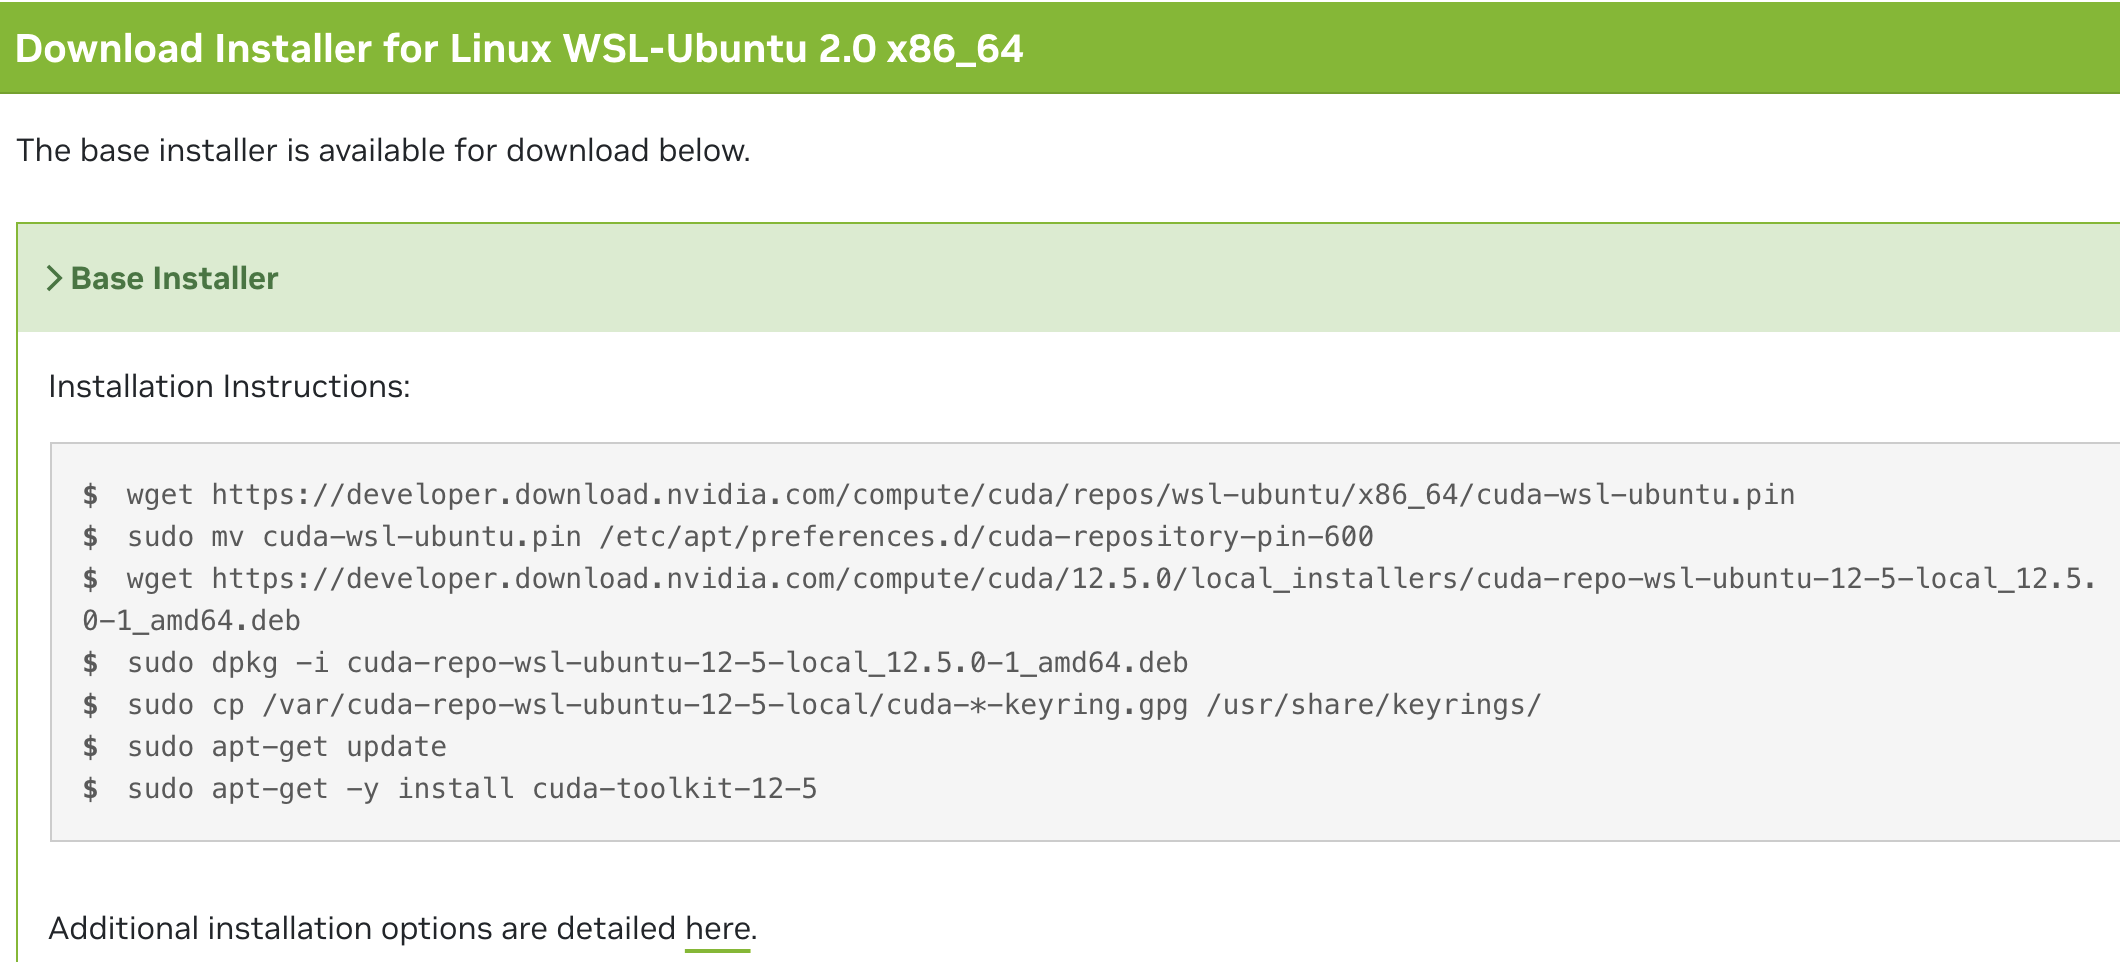 Download Installer for Linux WSL-Ubuntu 2.0 x86_64
The base installer is available for download below.
Base Installer
Installation Instructions:
$ wget https://developer.download.nvidia.com/compute/cuda/repos/wsl-ubuntu/x86_64/cuda-wsl-ubuntu.pin
$ sudo mv cuda-wsl-ubuntu.pin /etc/apt/preferences.d/cuda-repository-pin-600
$ wget https://developer.download.nvidia.com/compute/cuda/12.5.0/local_installers/cuda-repo-wsl-ubuntu-12-5-local_12.5.
0-1_amd64.deb
$ sudo dpkg -i cuda-repo-wsl-ubuntu-12-5-local_12.5.0-1_amd64.deb
$ sudo cp /var/cuda-repo-wsl-ubuntu-12-5-local/cuda-*-keyring.gpg /usr/share/keyrings/
$ sudo apt-get update
$ sudo apt-get -y install cuda-toolkit-12-5
Additional installation options are detailed here.